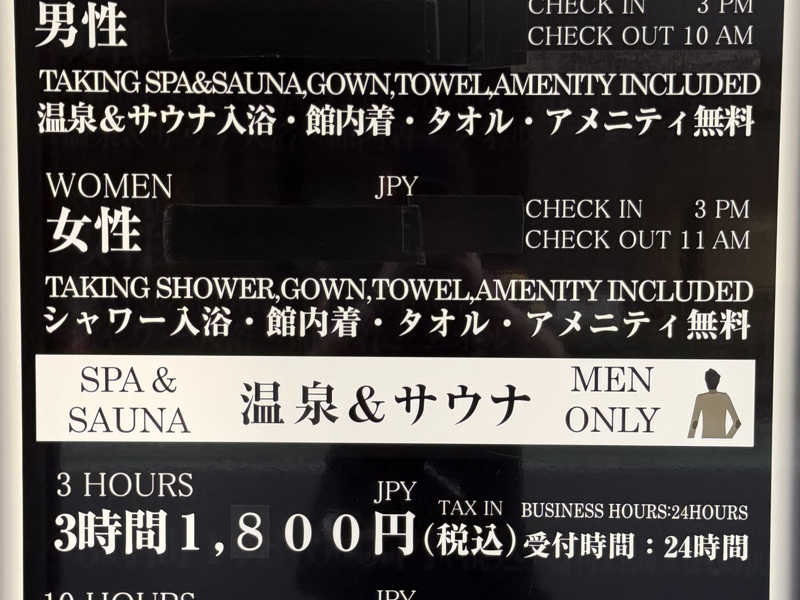 男性
CHECK IN 3 PM
CHECK OUT 10 AM
TAKING SPA&SAUNA,GOWN,TOWEL,AMENITY INCLUDED
温泉&サウナ入浴・館内着・タオル・アメニティ無料
WOMEN JPY
女性
CHECK IN 3 PM
CHECK OUT 11 AM
TAKING SHOWER,GOWN,TOWEL,AMENITY INCLUDED
シャワー入浴・館内着・タオル・アメニティ無料
SPA &
SAUNA
温泉&サウナ
MEN
ONLY
3 HOURS JPY
3時間1,800円(税込)
TAX IN
BUSINESS HOURS:24HOURS
受付時間:24時間
10 HOURS JPY